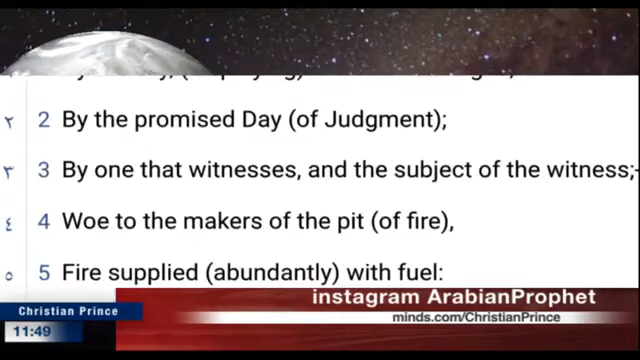 ٢ 2 By the promised Day (of Judgment);
٣ 3 By one that witnesses, and the subject of the witness;-
٤ 4 Woe to the makers of the pit (of fire),
٥ 5 Fire supplied (abundantly) with fuel:
instagram ArabianProphet
Christian Prince
minds.com/ChristianPrince
11:49